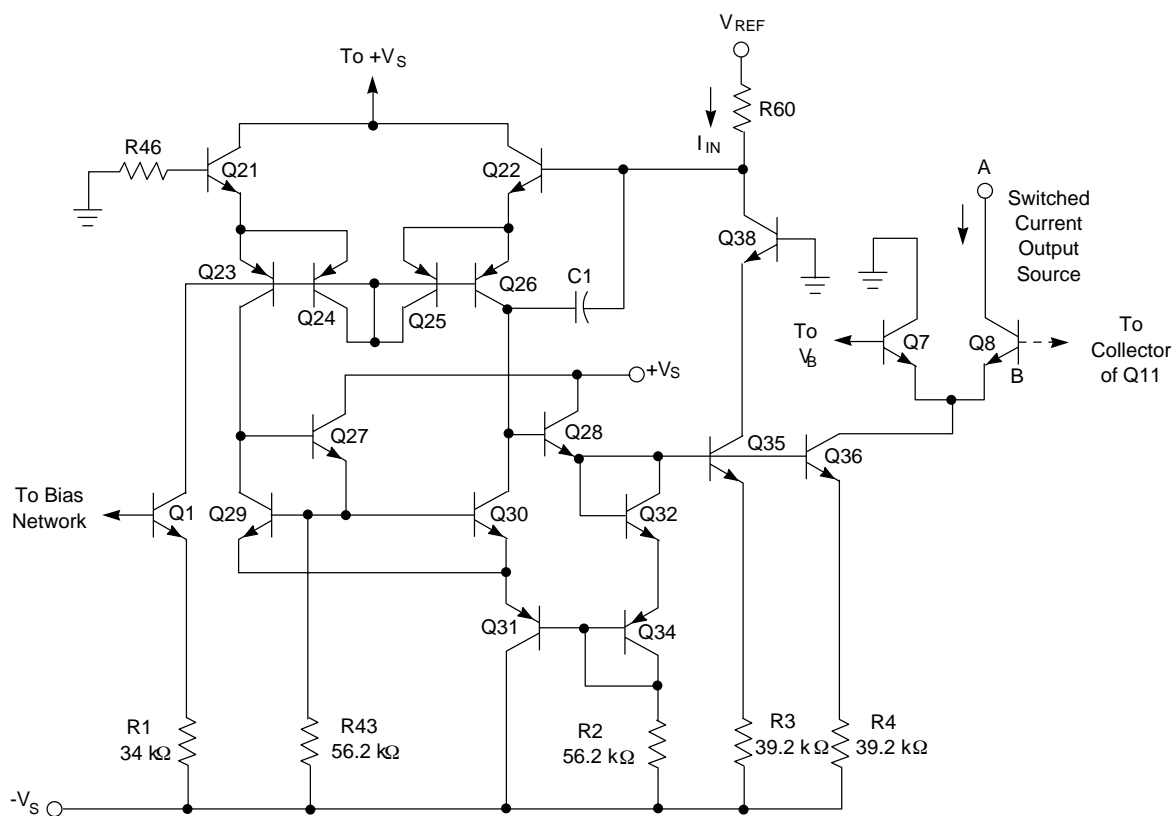 VREF
To +VS
R60
R46
IIN
Q21
Q22
A
Switched
Current
Output
Source
Q38
Q23
Q26
C1
Q24
Q25
To
VB
Q7
Q8
To
Collector
of Q11
B
+VS
Q27
Q28
Q35
Q36
To Bias
Network
Q1
Q29
Q30
Q32
Q31
Q34
R1
34 kΩ
R43
56.2 kΩ
R2
56.2 kΩ
R3
39.2 kΩ
R4
39.2 kΩ
-VS